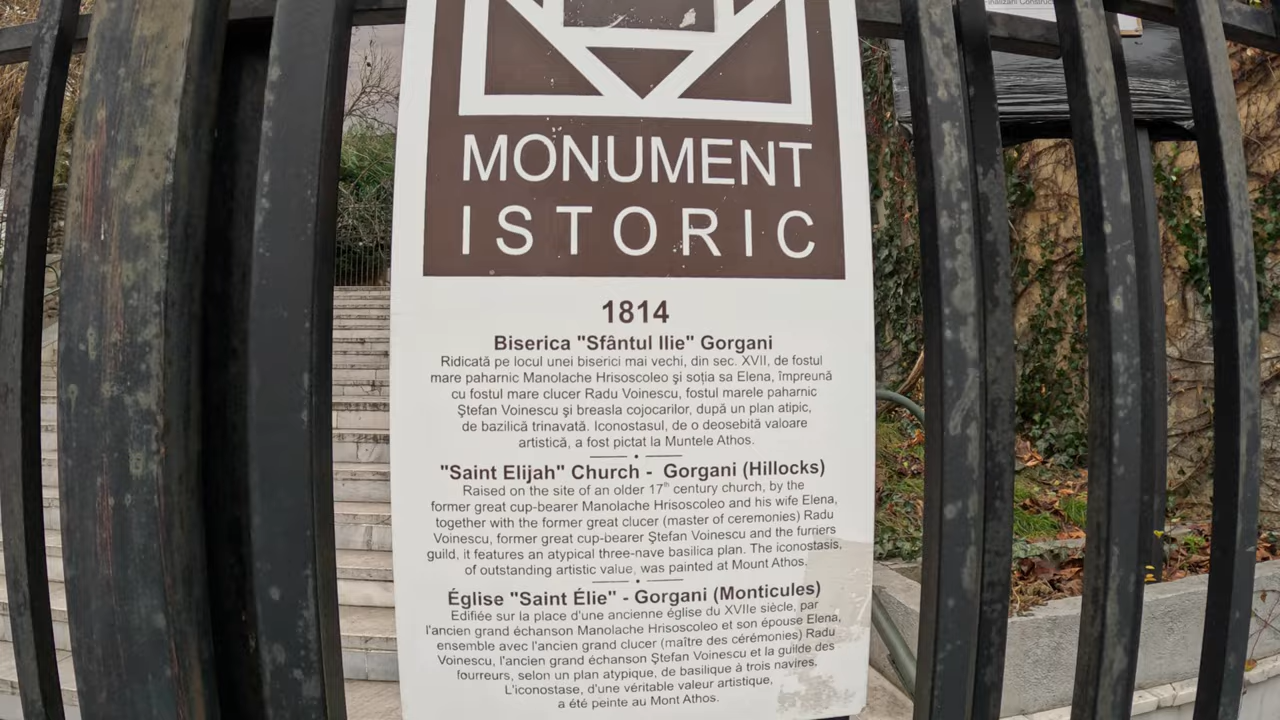 MONUMENT
ISTORIC
1814
Biserica "Sfântul Ilie" Gorgani
Ridicată pe locul unei biserici mai vechi, din sec. XVII, de fostul
mare paharnic Manolache Hrisoscoleo şi soţia sa Elena, împreună
cu fostul mare clucer Radu Voinescu, fostul marele paharnic
Ştefan Voinescu şi breasla cojocarilor, după un plan atipic,
de bazilică trinavată. Iconostasul, de o deosebită valoare
artistică, a fost pictat la Muntele Athos.
"Saint Elijah" Church - Gorgani (Hillocks)
Raised on the site of an older 17th century church, by the
former great cup-bearer Manolache Hrisoscoleo and his wife Elena,
together with the former great clucer (master of ceremonies) Radu
Voinescu, former great cup-bearer Ştefan Voinescu and the furriers
guild, it features an atypical three-nave basilica plan. The iconostasis,
of outstanding artistic value, was painted at Mount Athos.
Église "Saint Élie" - Gorgani (Monticules)
Edifiée sur la place d'une ancienne église du XVIIe siècle, par
l'ancien grand échanson Manolache Hrisoscoleo et son épouse Elena,
ensemble avec l'ancien grand clucer (maître des cérémonies) Radu
Voinescu, l'ancien grand échanson Ştefan Voinescu et la guilde des
fourreurs, selon un plan atypique, de basilique à trois navires,
L'iconostase, d'une véritable valeur artistique,
a été peinte au Mont Athos.